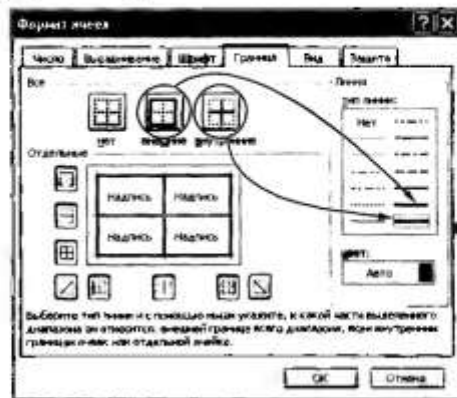 Формат ячеек
Число Выравнивание Шрифт Граница Вид Защита
Все
Линия
тип линии:
Нет
нет внешние внутренние
Отдельные
Надпись Надпись
Надпись Надпись
цвет:
Авто
Выберите тип линии и с помощью мыши укажите, к какой части выделенного
диапазона он относится: внешней границе всего диапазона, всем внутренним
границам ячеек или отдельной ячейке.
ОК Отмена